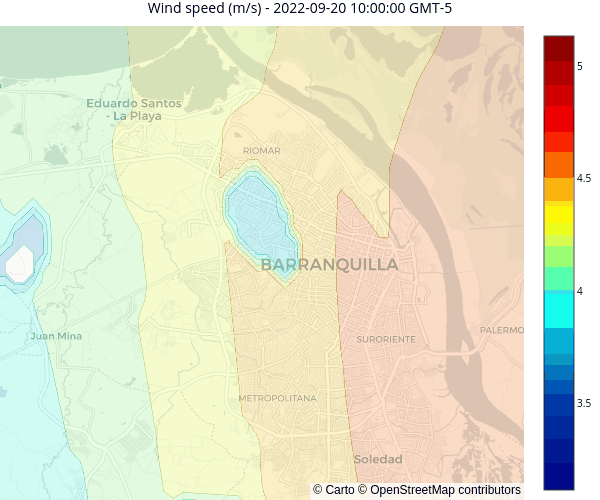 Wind speed (m/s) - 2022-09-20 10:00:00 GMT-5
5
Eduardo Santos
- La Playa
RIOMAR
4.5
BARRANQUILLA
4
Juan Mina
SURORIENTE
PALERMO
METROPOLITANA
3.5
Soledad
© Carto © OpenStreetMap contributors